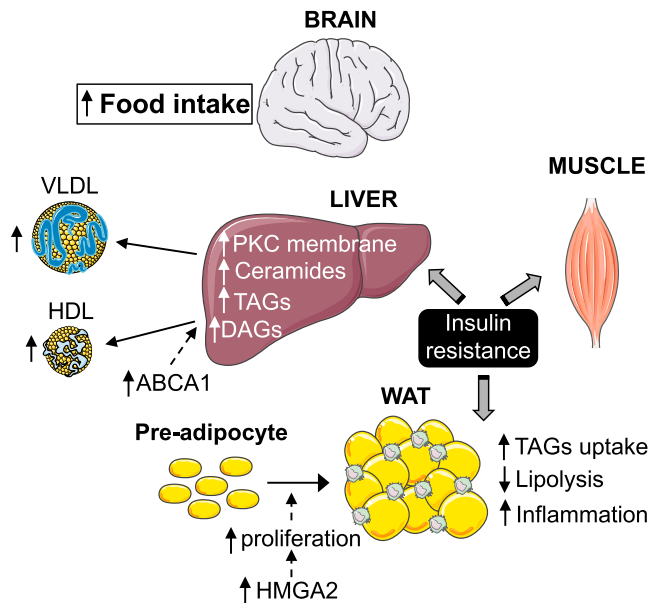 BRAIN
↑ Food intake
MUSCLE
VLDL
↑
LIVER
↑ PKC membrane
↑ Ceramides
↑ TAGs
↑ DAGs
HDL
↑
↑ ABCA1
Insulin
resistance
WAT
Pre-adipocyte
↑ TAGs uptake
↓ Lipolysis
↑ Inflammation
↑ proliferation
↑ HMGA2